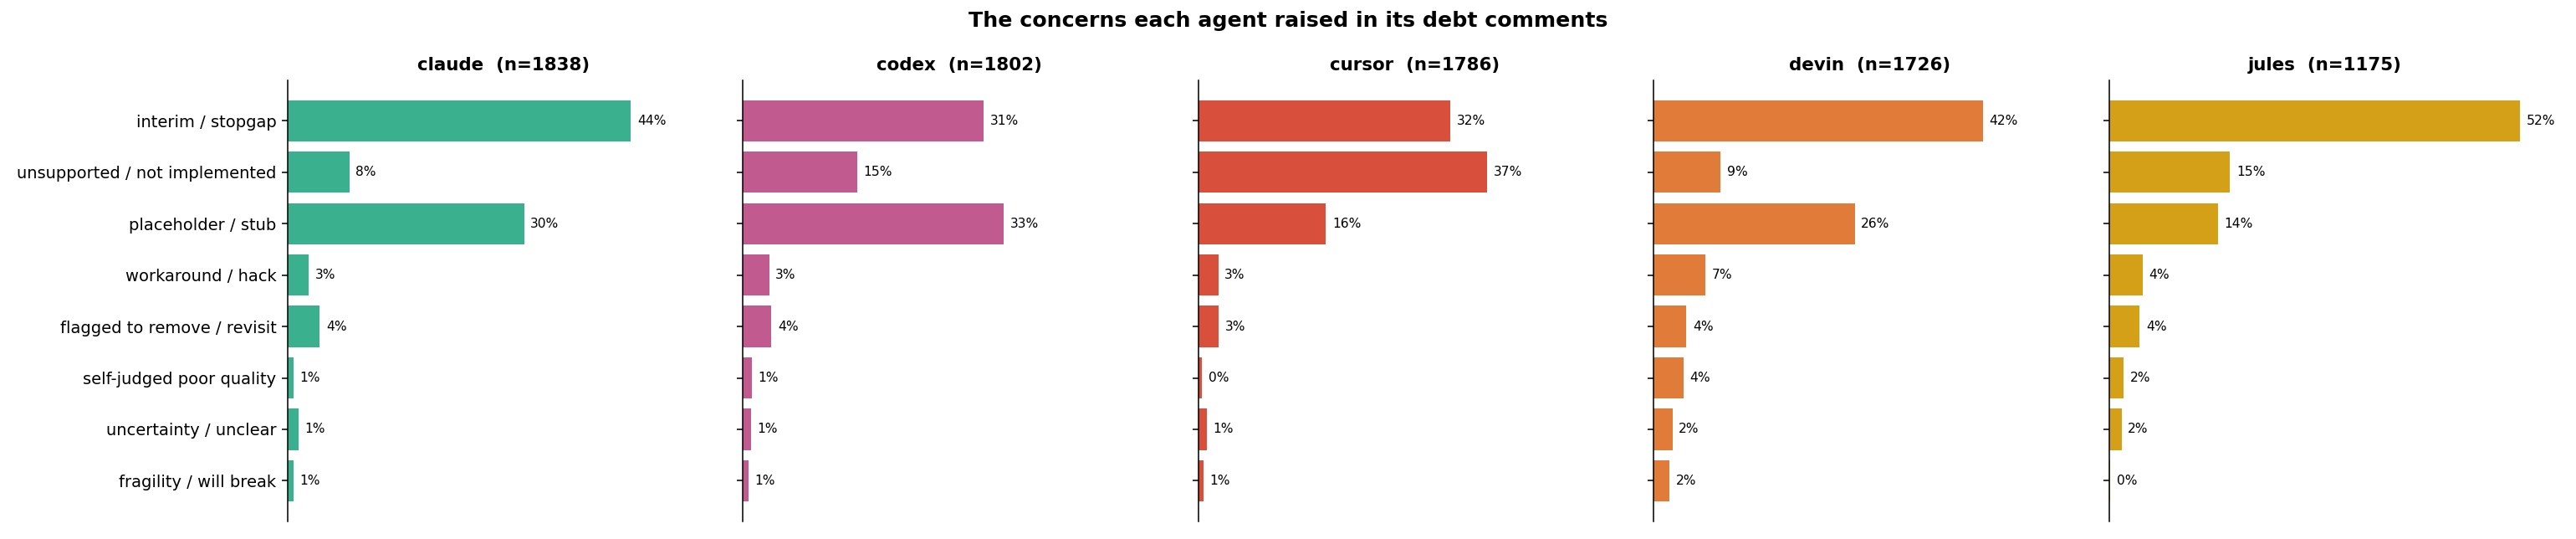 The concerns each agent raised in its debt comments
claude (n=1838)
codex (n=1802)
cursor (n=1786)
devin (n=1726)
jules (n=1175)
interim / stopgap 44% 31% 32% 42% 52%
unsupported / not implemented 8% 15% 37% 9% 15%
placeholder / stub 30% 33% 16% 26% 14%
workaround / hack 3% 3% 3% 7% 4%
flagged to remove / revisit 4% 4% 3% 4% 4%
self-judged poor quality 1% 1% 0% 4% 2%
uncertainty / unclear 1% 1% 1% 2% 2%
fragility / will break 1% 1% 1% 2% 0%